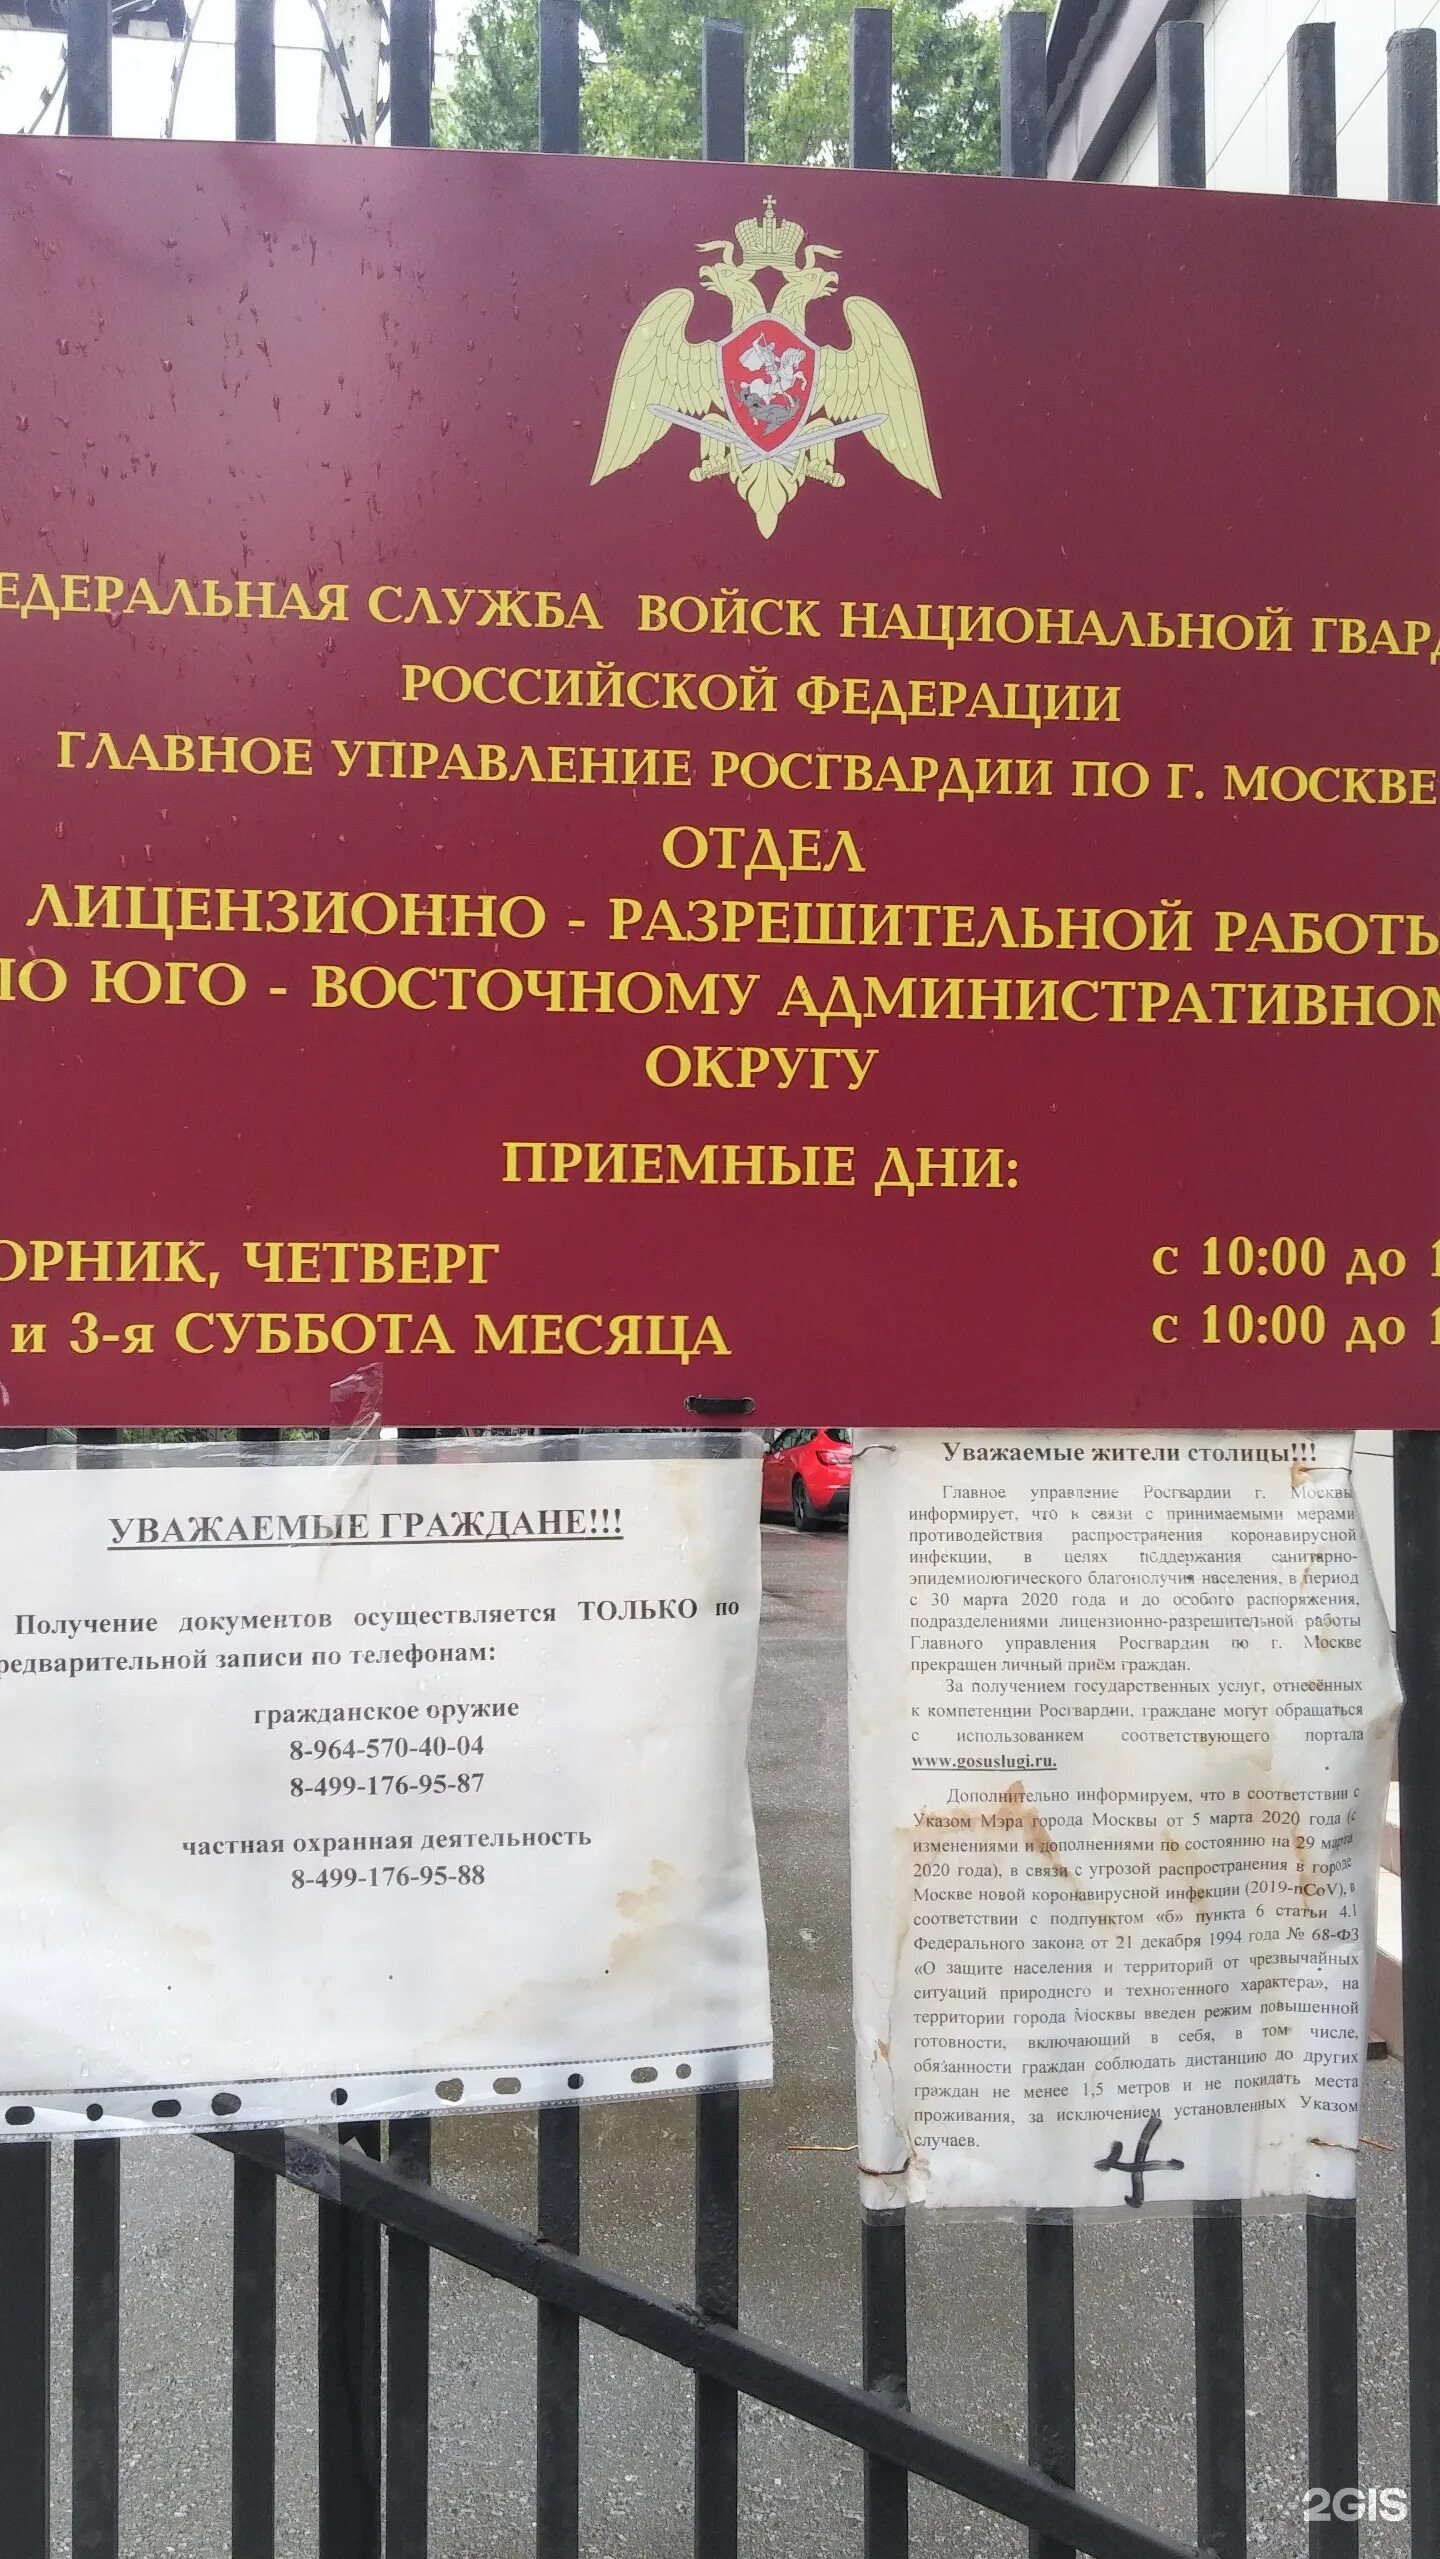 ЕДЕРАЛЬНАЯ СЛУЖБА ВОЙСК НАЦИОНАЛЬНОЙ ГВАРД
РОССИЙСКОЙ ФЕДЕРАЦИИ
ГЛАВНОЕ УПРАВЛЕНИЕ РОСГВАРДИИ ПО Г. МОСКВЕ
ОТДЕЛ
ЛИЦЕНЗИОННО - РАЗРЕШИТЕЛЬНОЙ РАБОТЫ
ПО ЮГО - ВОСТОЧНОМУ АДМИНИСТРАТИВНОМ
ОКРУГУ
ПРИЕМНЫЕ ДНИ:
ОРНИК, ЧЕТВЕРГ с 10:00 до 1
и 3-я СУББОТА МЕСЯЦА с 10:00 до 1
УВАЖАЕМЫЕ ГРАЖДАНЕ!!!
Получение документов осуществляется ТОЛЬКО по
редварительной записи по телефонам:
гражданское оружие
8-964-570-40-04
8-499-176-95-87
частная охранная деятельность
8-499-176-95-88
Уважаемые жители столицы!!!
Главное управление Росгвардии г. Москвы
информирует, что в связи с принимаемыми мерами
противодействия распространения коронавирусной
инфекции, в целях поддержания санитарно-
эпидемиологического благополучия населения, в период
с 30 марта 2020 года и до особого распоряжения,
подразделениями лицензионно-разрешительной работы
Главного управления Росгвардии по г. Москве
прекращен личный приём граждан.
За получением государственных услуг, отнесённых
к компетенции Росгвардии, граждане могут обращаться
с использованием соответствующего портала
www.gosuslugi.ru.
Дополнительно информируем, что в соответствии с
Указом Мэра города Москвы от 5 марта 2020 года (с
изменениями и дополнениями по состоянию на 29 марта
2020 года), в связи с угрозой распространения в городе
Москве новой коронавирусной инфекции (2019-nCoV), в
соответствии с подпунктом «б» пункта 6 статьи 4.1
Федерального закона от 21 декабря 1994 года № 68-ФЗ
«О защите населения и территорий от чрезвычайных
ситуаций природного и техногенного характера», на
территории города Москвы введен режим повышенной
готовности, включающий в себя, в том числе,
обязанности граждан соблюдать дистанцию до других
граждан не менее 1,5 метров и не покидать места
проживания, за исключением установленных Указом
случаев.
2GIS